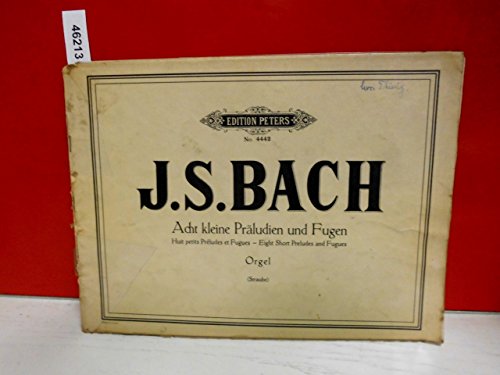 46213
EDITION PETERS
No. 4442
J.S.BACH
Acht kleine Präludien und Fugen
Huit petits Préludes et Fugues – Eight Short Preludes and Fugues
Orgel
(Straube)